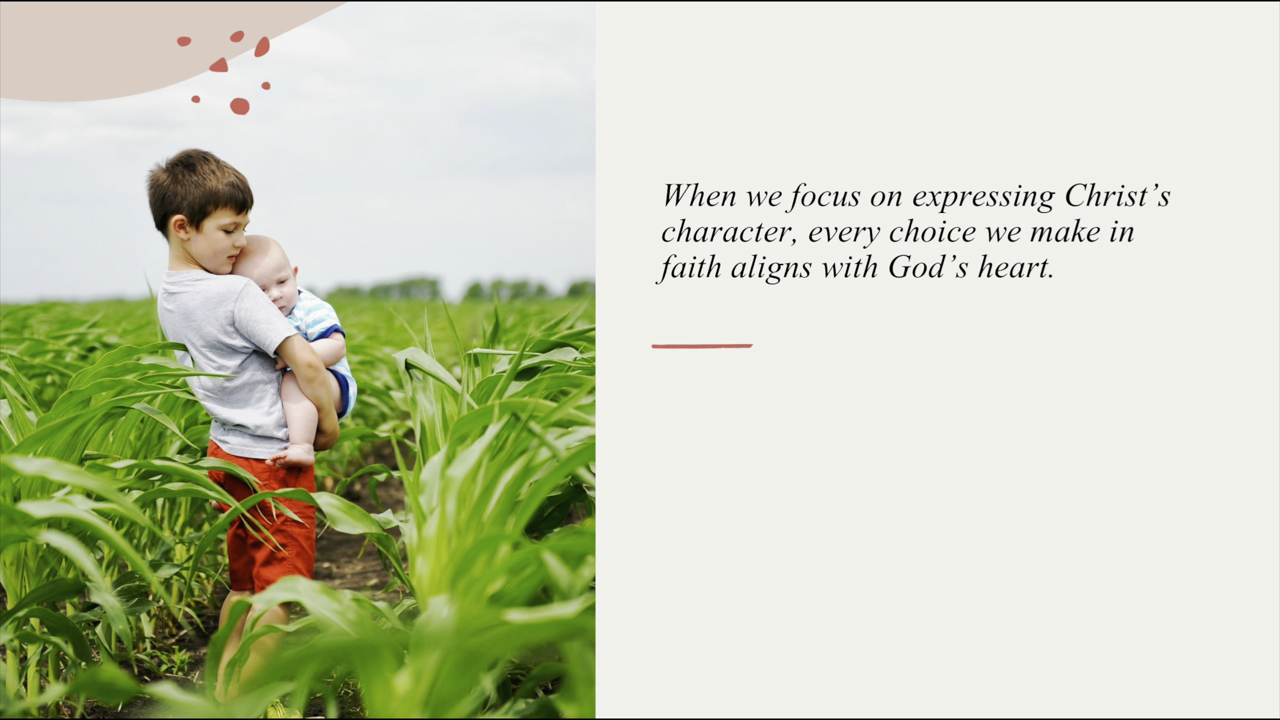 When we focus on expressing Christ’s
character, every choice we make in
faith aligns with God’s heart.